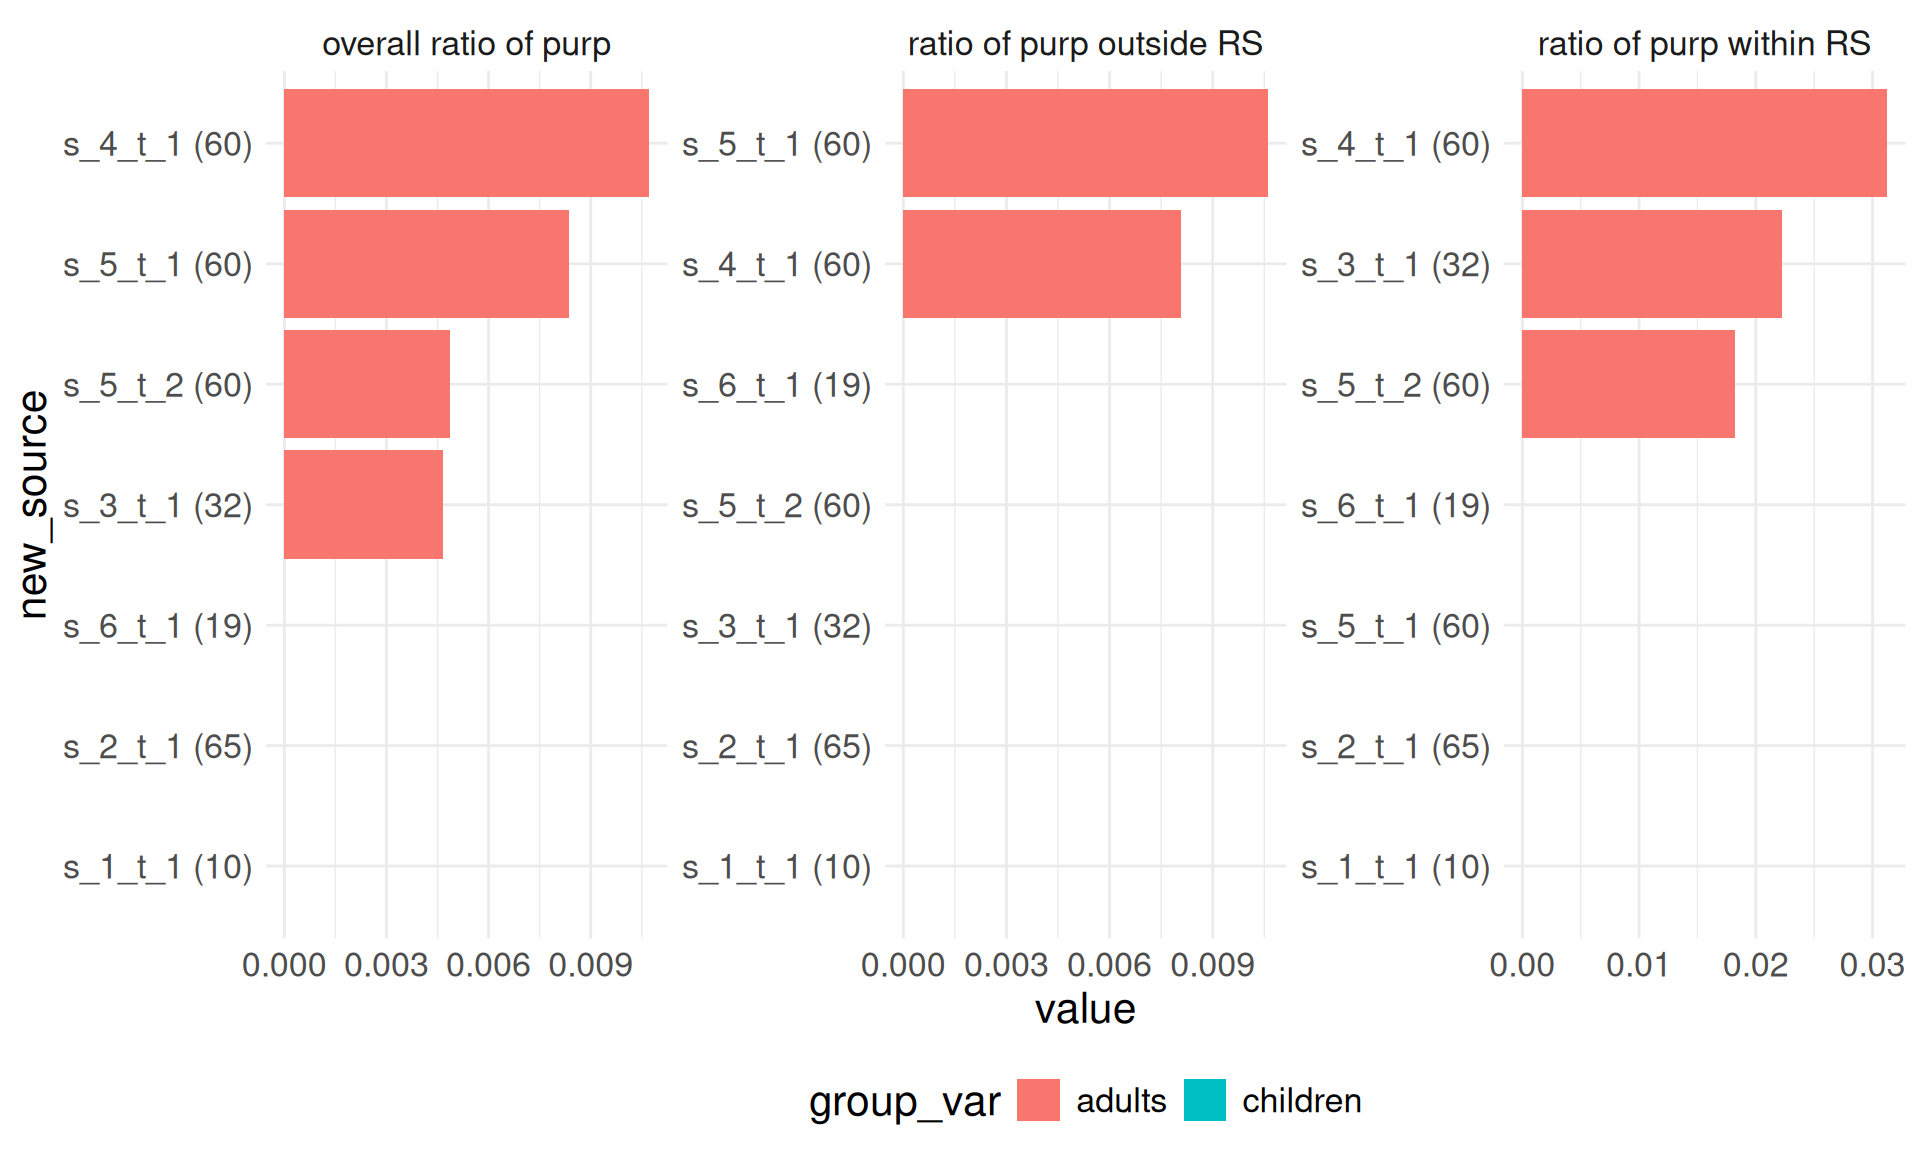 overall ratio of purp
ratio of purp outside RS
ratio of purp within RS
new_source
s_4_t_1 (60)
s_5_t_1 (60)
s_5_t_2 (60)
s_3_t_1 (32)
s_6_t_1 (19)
s_2_t_1 (65)
s_1_t_1 (10)
0.000 0.003 0.006 0.009
s_5_t_1 (60)
s_4_t_1 (60)
s_6_t_1 (19)
s_5_t_2 (60)
s_3_t_1 (32)
s_2_t_1 (65)
s_1_t_1 (10)
0.000 0.003 0.006 0.009
s_4_t_1 (60)
s_3_t_1 (32)
s_5_t_2 (60)
s_6_t_1 (19)
s_5_t_1 (60)
s_2_t_1 (65)
s_1_t_1 (10)
0.00 0.01 0.02 0.03
value
group_var adults children